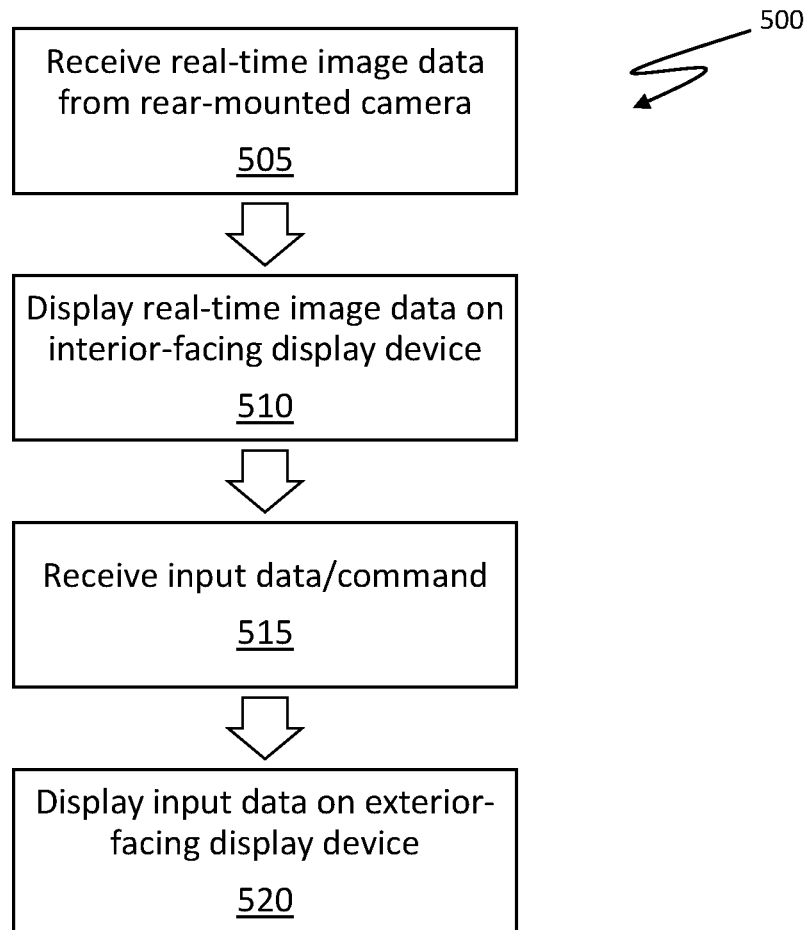 500
Receive real-time image data
from rear-mounted camera
505
Display real-time image data on
interior-facing display device
510
Receive input data/command
515
Display input data on exterior-
facing display device
520